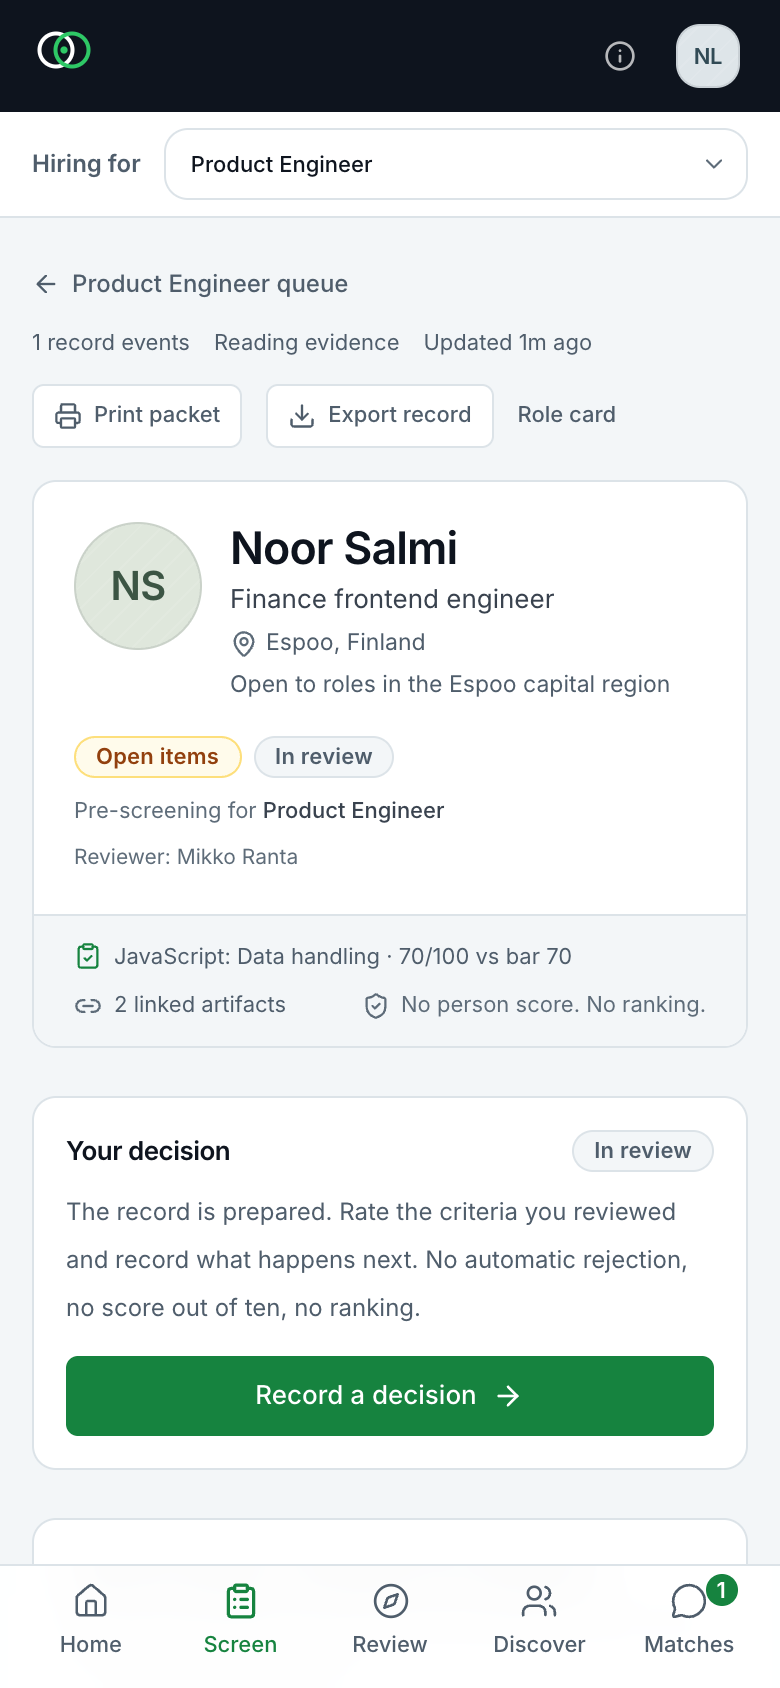 NL
Hiring for
Product Engineer
Product Engineer queue
1 record events Reading evidence Updated 1m ago
Print packet Export record Role card
NS
Noor Salmi
Finance frontend engineer
Espoo, Finland
Open to roles in the Espoo capital region
Open items In review
Pre-screening for Product Engineer
Reviewer: Mikko Ranta
JavaScript: Data handling · 70/100 vs bar 70
2 linked artifacts No person score. No ranking.
Your decision In review
The record is prepared. Rate the criteria you reviewed
and record what happens next. No automatic rejection,
no score out of ten, no ranking.
Record a decision
1
Home Screen Review Discover Matches